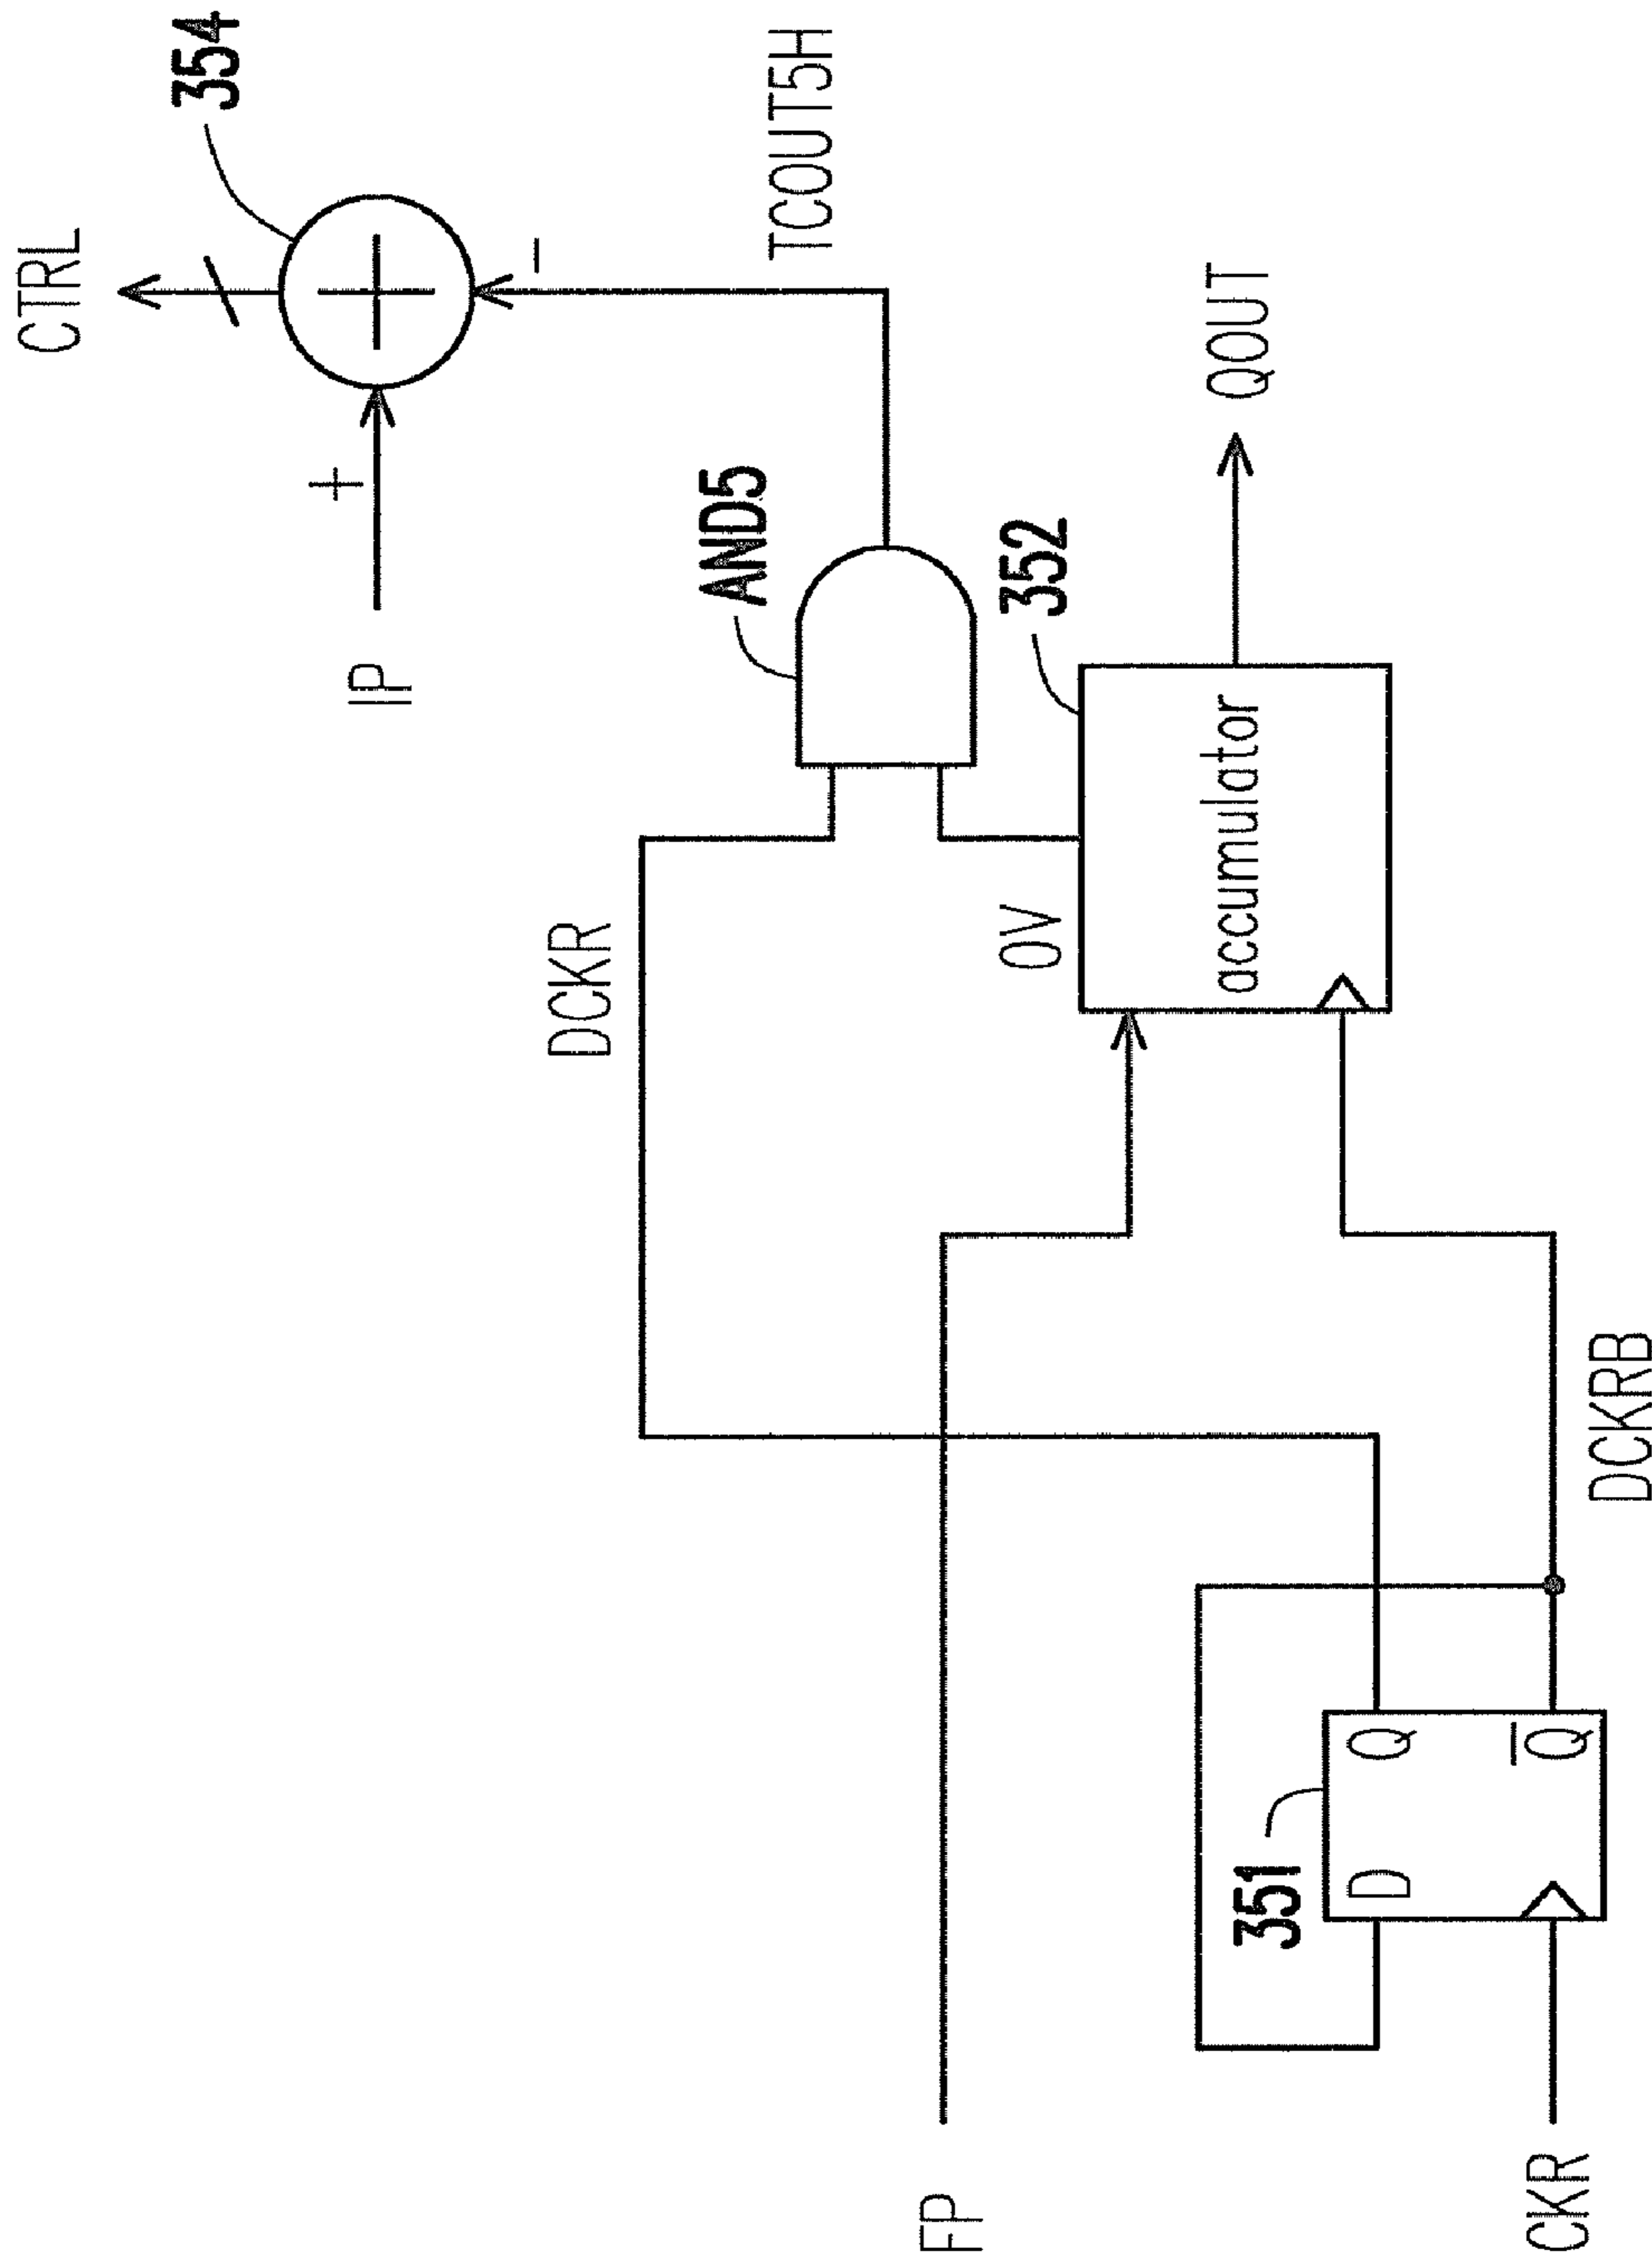 CTRL
354
+
-
IP
TCOUT5H
AND5
DCKR
OV
352
accumulator
QOUT
FP
351
D
Q
Q̅
DCKRB
CKR